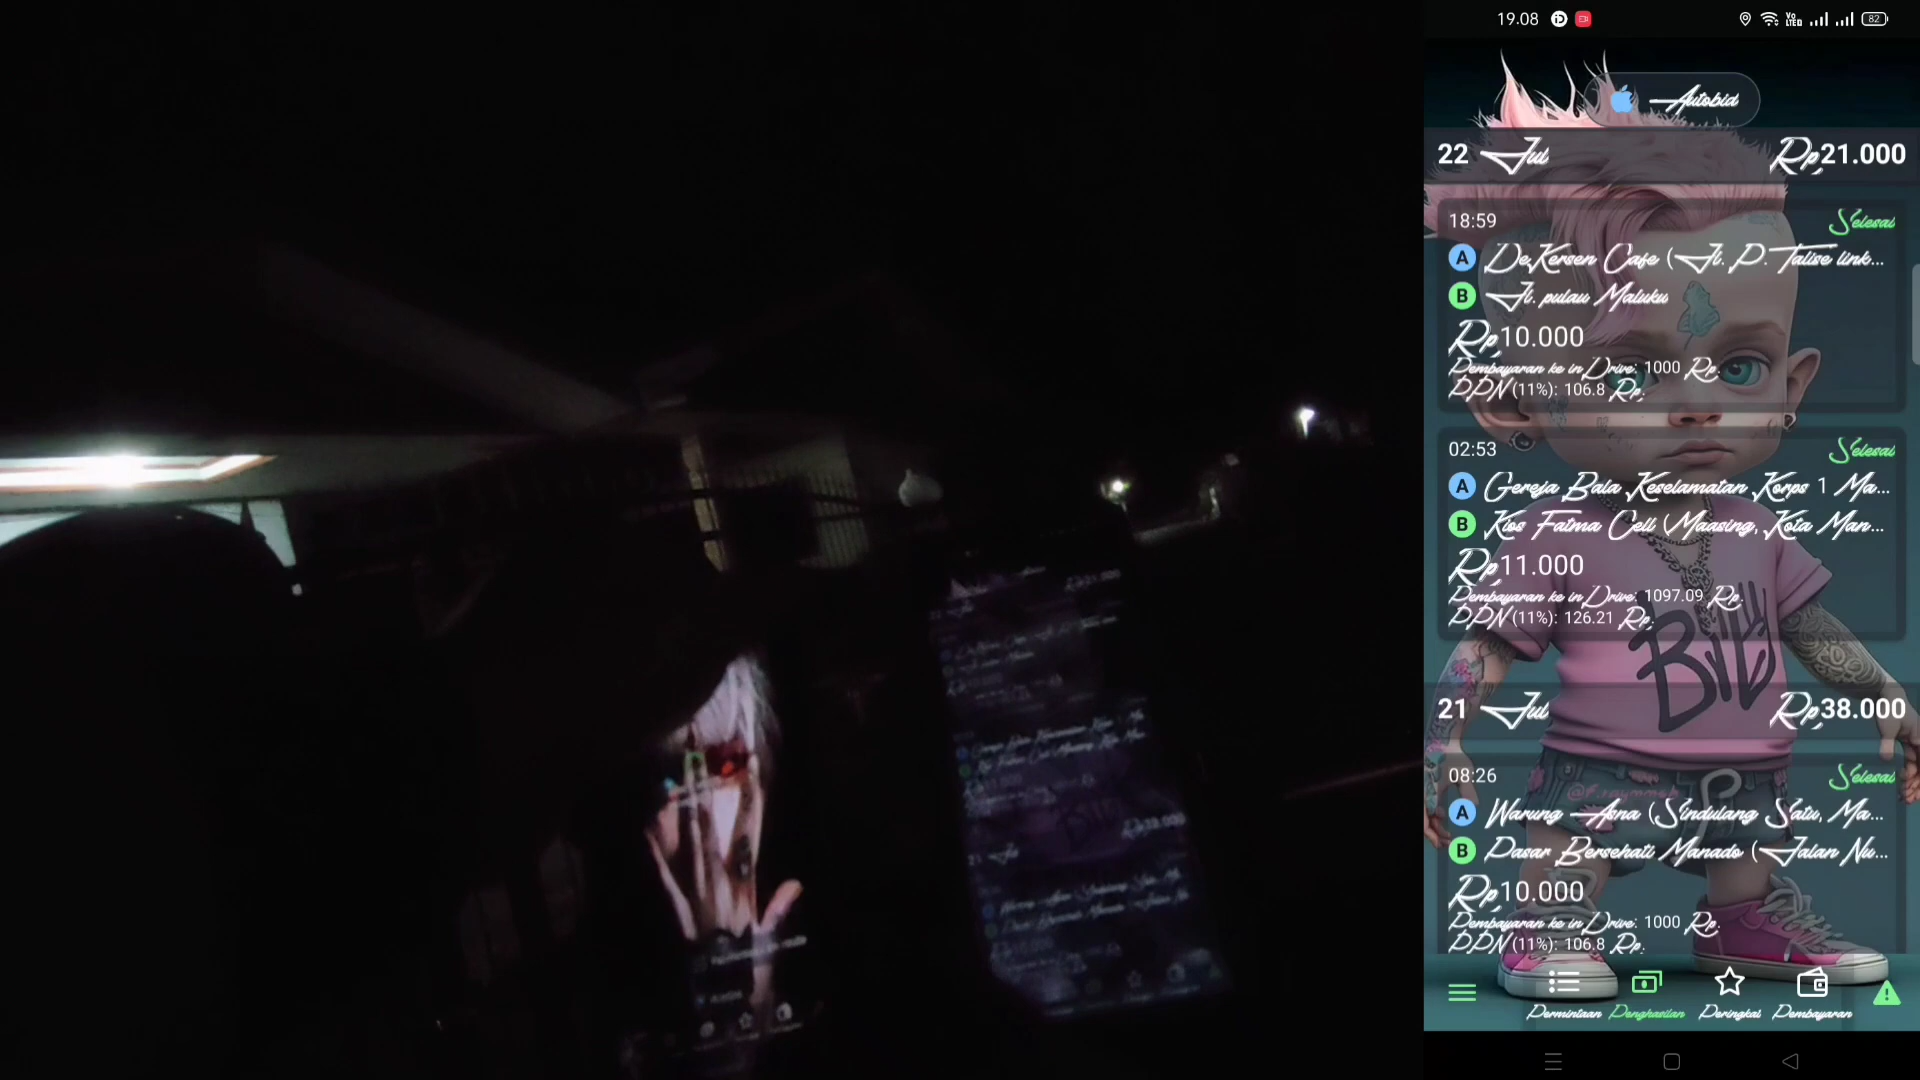 19.08
82
Autobid
22 Jul
Rp21.000
18:59
Selesai
A DeKersen Cafe (Jl. P. Talise link...
B Jl. pulau Maluku
Rp10.000
Pembayaran ke inDrive: 1000 Rp.
PPN (11%): 106.8 Rp.
02:53
Selesai
A Gereja Bala Keselamatan Korps 1 Ma...
B Kios Fatma Cell (Maasing, Kota Man...
Rp11.000
Pembayaran ke inDrive: 1097.09 Rp.
PPN (11%): 126.21 Rp.
BILLY
21 Jul
Rp38.000
08:26
Selesai
A Warung Asna (Sindulang Satu, Ma...
B Pasar Bersehati Manado (Jalan Nu...
Rp10.000
Pembayaran ke inDrive: 1000 Rp.
PPN (11%): 106.8 Rp.
Permintaan
Penghasilan
Peringkat
Pembayaran